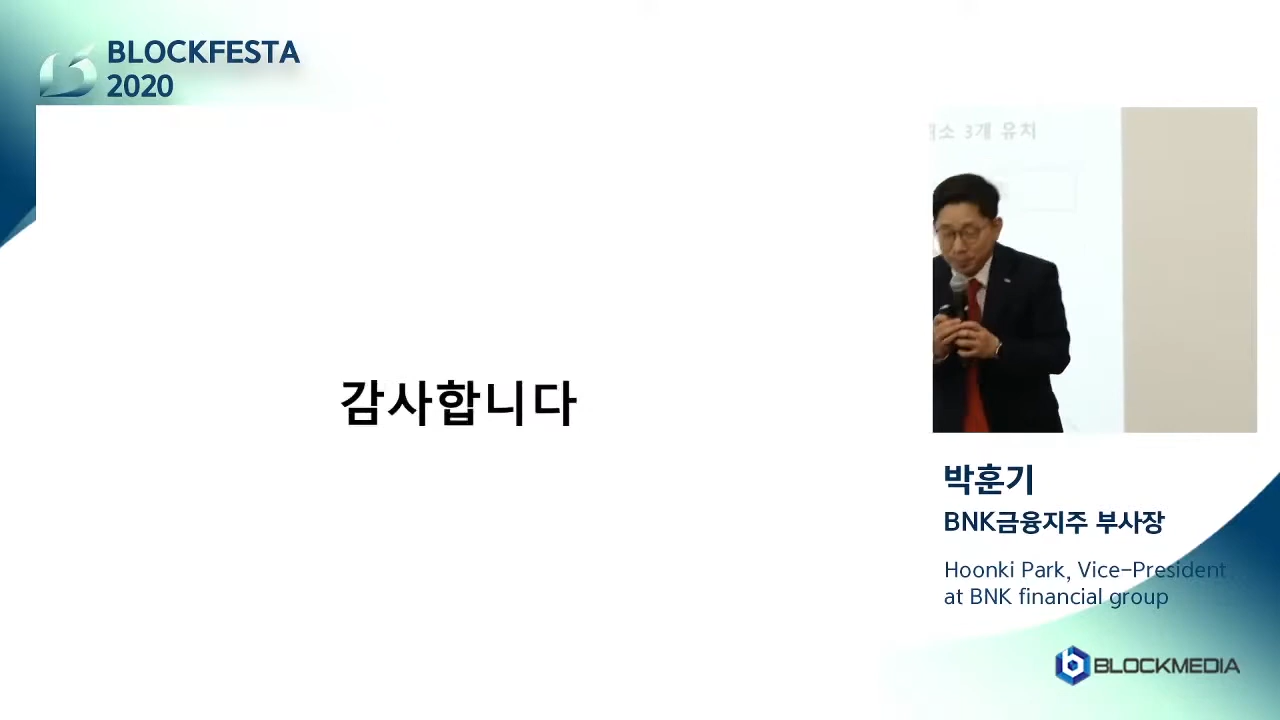 BLOCKFESTA
2020
3개 유치
감사합니다
박훈기
BNK금융지주 부사장
Hoonki Park, Vice-President
at BNK financial group
BLOCKMEDIA